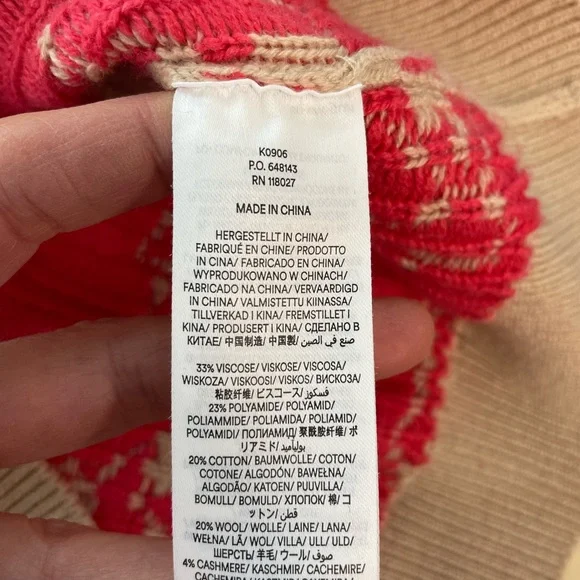 K0906
P.O. 648143
RN 118027
MADE IN CHINA
HERGESTELLT IN CHINA/
FABRIQUÉ EN CHINE/ PRODOTTO
IN CINA/ FABRICADO EN CHINA/
WYPRODUKOWANO W CHINACH/
FABRICADO NA CHINA/ VERVAARDIGD
IN CHINA/ VALMISTETTU KIINASSA/
TILLVERKAD I KINA/ FREMSTILLET I
KINA/ PRODUSERT I KINA/ СДЕЛАНО В
КИТАЕ/ 中国制造/ 中国製/ صنع في الصين/
33% VISCOSE/ VISKOSE/ VISCOSA/
WISKOZA/ VISKOOSI/ VISKOS/ ВИСКОЗА/
粘胶纤维/ ビスコース/ فسكوز/
23% POLYAMIDE/ POLYAMID/
POLIAMMIDE/ POLIAMIDA/ POLIAMID/
POLYAMIDI/ ПОЛИАМИД/ 聚酰胺纤维/ ポ
リアミド/ بوليأميد/
20% COTTON/ BAUMWOLLE/ COTON/
COTONE/ ALGODÓN/ BAWEŁNA/
ALGODÃO/ KATOEN/ PUUVILLA/
BOMULL/ BOMULD/ ХЛОПОК/ 棉/ コ
ットン/ قطن/
20% WOOL/ WOLLE/ LAINE/ LANA/
WEŁNA/ LÃ/ WOL/ VILLA/ ULL/ ULD/
ШЕРСТЬ/ 羊毛/ ウール/ صوف/
4% CASHMERE/ KASCHMIR/ CACHEMIRE/